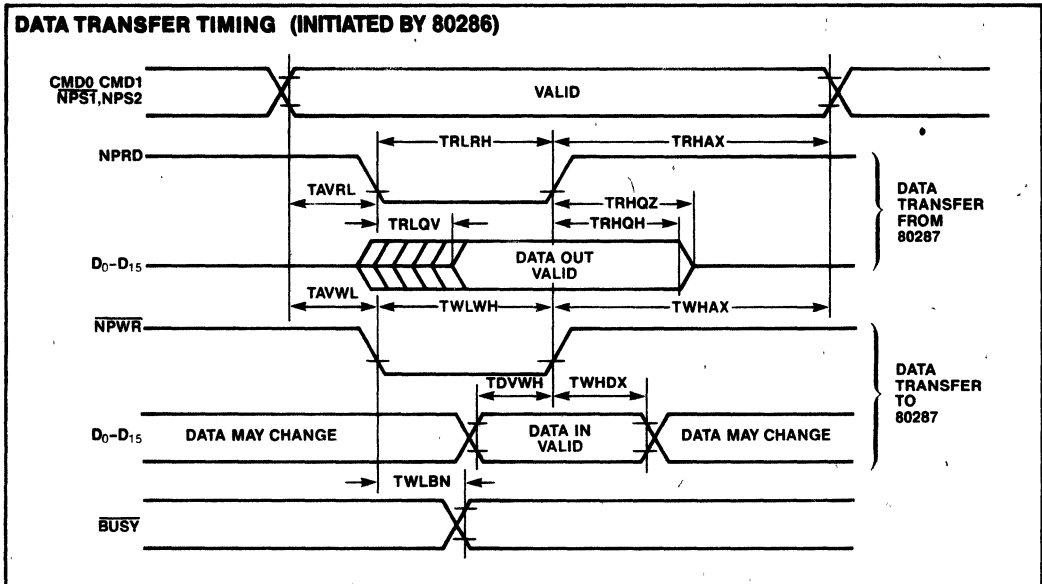 DATA TRANSFER TIMING (INITIATED BY 80286)
CMD0 CMD1
NPS1, NPS2
VALID
TRLRH
TRHAX
NPRD
TAVRL
TRHQZ
TRLQV
TRHQH
DATA
TRANSFER
FROM
80287
D0–D15
DATA OUT
VALID
TAVWL
TWLWH
TWHAX
NPWR
TDVWH
TWHDX
DATA
TRANSFER
TO
80287
D0–D15
DATA MAY CHANGE
DATA IN
VALID
DATA MAY CHANGE
TWLBN
BUSY